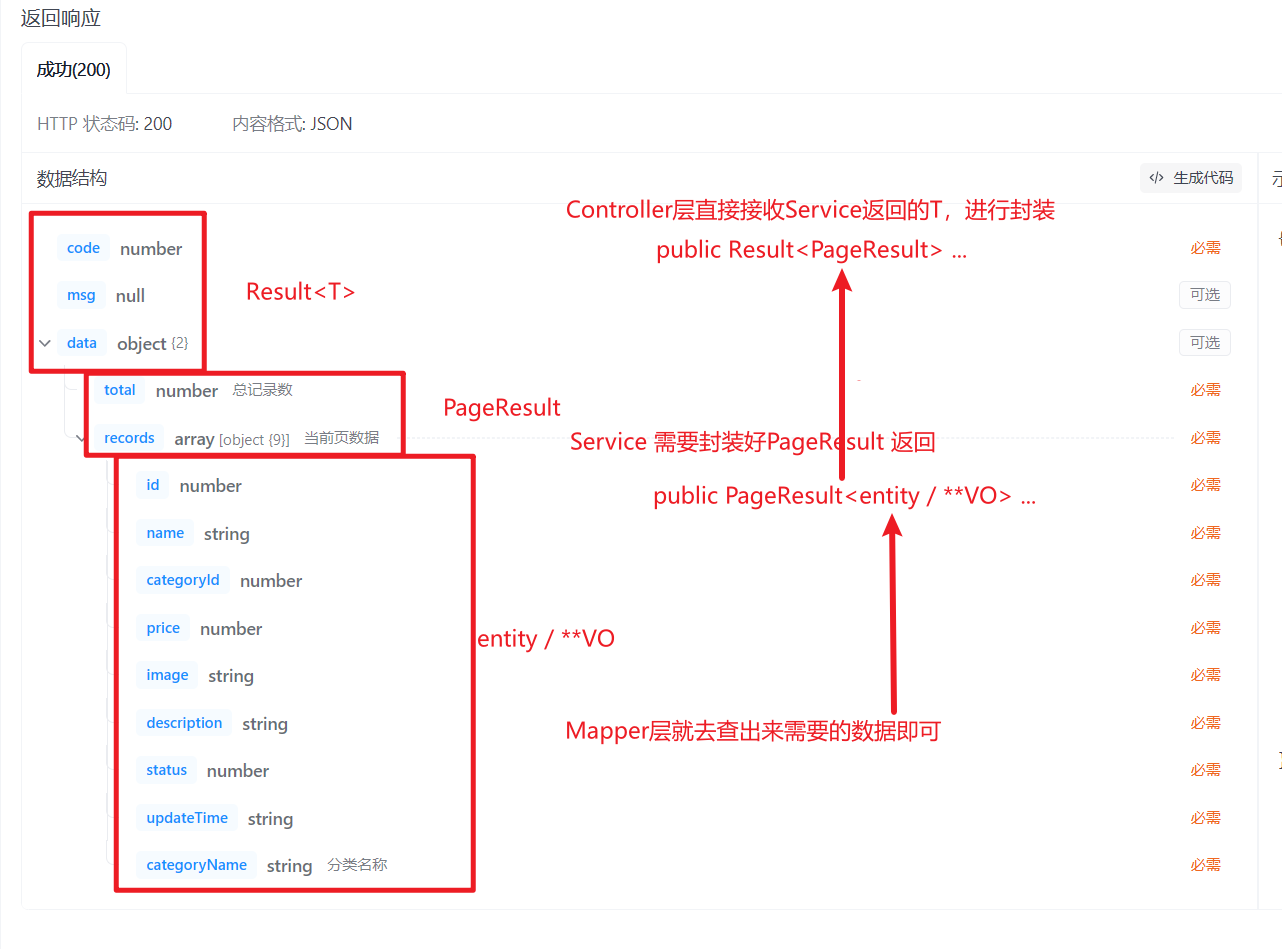 返回响应
成功(200)
HTTP 状态码: 200 内容格式: JSON
数据结构 生成代码
Controller层直接接收Service返回的T，进行封装
code number public Result<PageResult> ... 必需
msg null Result<T> 可选
data object {2} 可选
total number 总记录数 必需
PageResult
records array [object {9}] 当前页数据 Service 需要封装好PageResult 返回 必需
id number public PageResult<entity / **VO> ... 必需
name string 必需
categoryId number 必需
price number 必需
entity / **VO
image string 必需
description string Mapper层就去查出来需要的数据即可 必需
status number 必需
updateTime string 必需
categoryName string 分类名称 必需